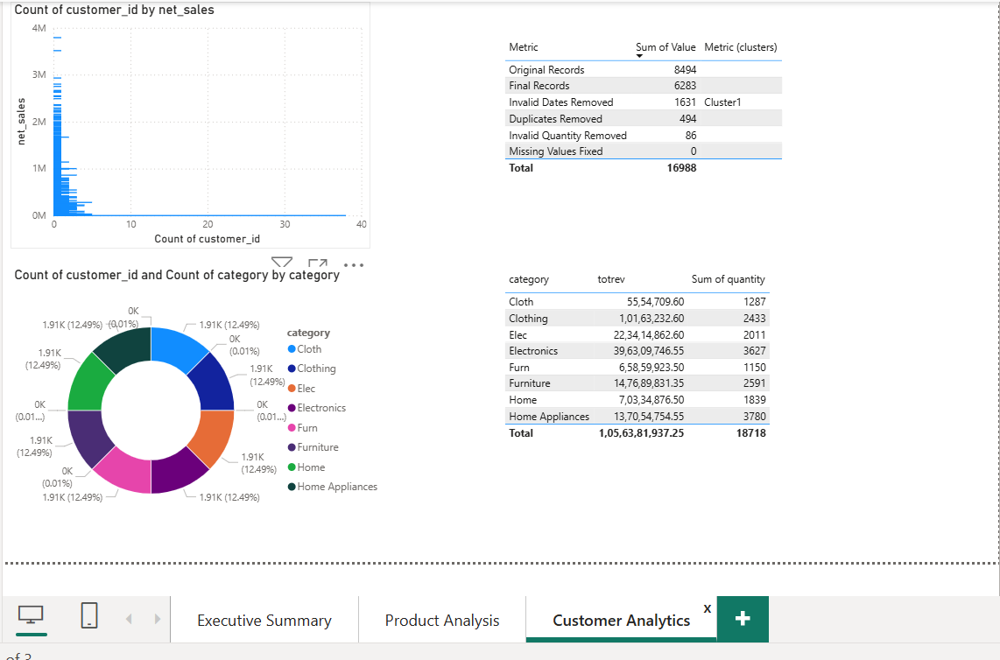 Count of customer_id by net_sales
4M
3M
2M
1M
0M
net_sales
0 10 20 30 40
Count of customer_id
Metric Sum of Value Metric (clusters)
Original Records 8494
Final Records 6283
Invalid Dates Removed 1631 Cluster1
Duplicates Removed 494
Invalid Quantity Removed 86
Missing Values Fixed 0
Total 16988
Count of customer_id and Count of category by category
0K
(0.01%)
1.91K (12.49%)
1.91K (12.49%)
0K
(0.01%)
1.91K
(12.49%)
0K
(0.01...)
1.91K
(12.49%)
1.91K (12.49%)
1.91K (12.49%)
0K
(0.01%)
1.91K
(12.49%)
0K
(0.01...)
1.91K
(12.49%)
category
Cloth
Clothing
Elec
Electronics
Furn
Furniture
Home
Home Appliances
category totrev Sum of quantity
Cloth 55,54,709.60 1287
Clothing 1,01,63,232.60 2433
Elec 22,34,14,862.60 2011
Electronics 39,63,09,746.55 3627
Furn 6,58,59,923.50 1150
Furniture 14,76,89,831.35 2591
Home 7,03,34,876.50 1839
Home Appliances 13,70,54,754.55 3780
Total 1,05,63,81,937.25 18718
Executive Summary
Product Analysis
Customer Analytics
x
+
of 3